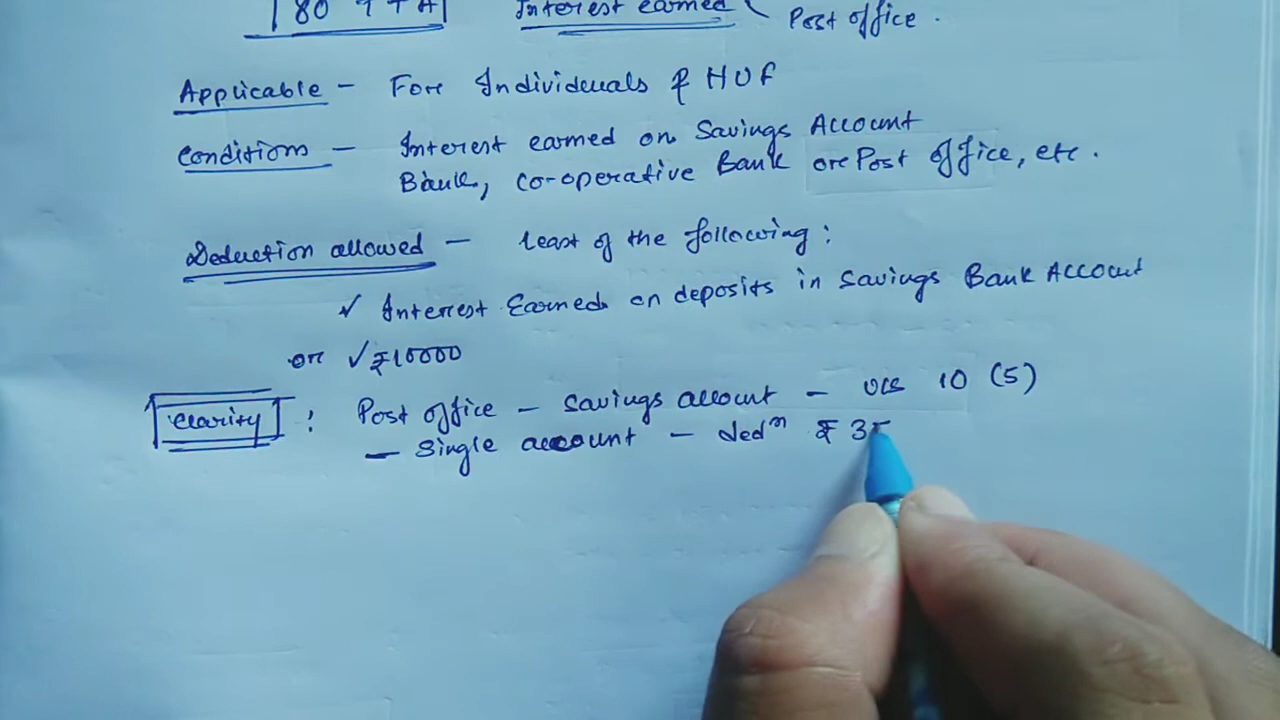 80 TTA Interest earned Post office.
Applicable - For Individuals & HUF
Conditions - Interest earned on Savings Account
Bank, co-operative Bank or Post office, etc.
Deduction allowed - least of the following:
✓ Interest Earned on deposits in Savings Bank Account
or ✓ ₹10000
Clarity : Post office - Savings account - u/s 10 (5)
- Single account - dedⁿ ₹ 35